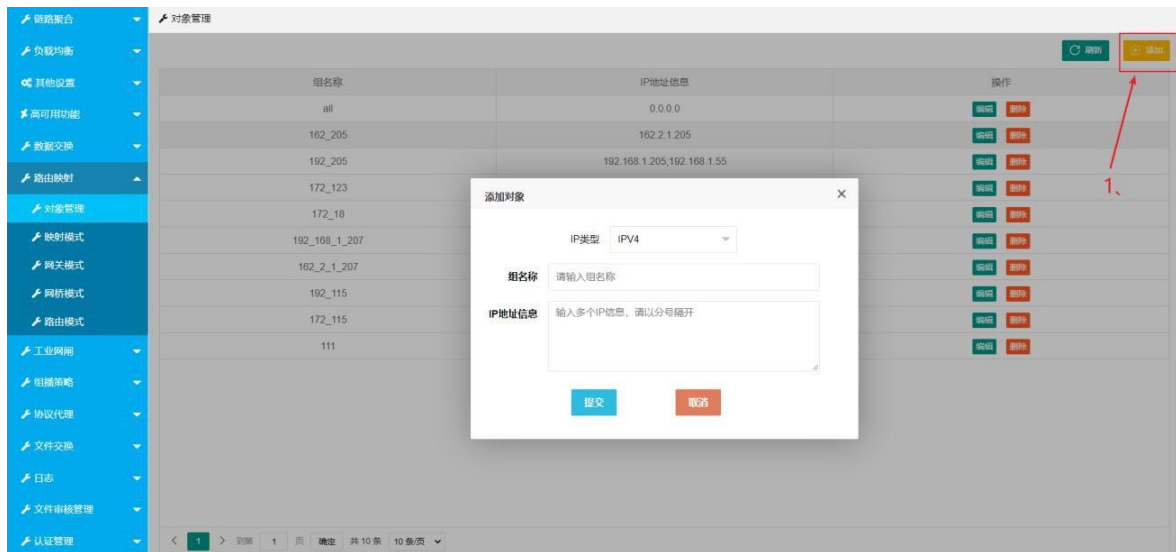 链路聚合
负载均衡
其他设置
高可用功能
数据交换
路由映射
对象管理
映射模式
网关模式
网桥模式
路由模式
工业网闸
组播策略
协议代理
文件交换
日志
文件审核管理
认证管理
对象管理
刷新 添加
组名称 IP地址信息 操作
all 0.0.0.0 编辑 删除
162_205 162.2.1.205 编辑 删除
192_205 192.168.1.205;192.168.1.55 编辑 删除
172_123 编辑 删除
172_18 编辑 删除
192_168_1_207 编辑 删除
162_2_1_207 编辑 删除
192_115 编辑 删除
172_115 编辑 删除
111 编辑 删除
1、
添加对象 ×
IP类型 IPV4
组名称 请输入组名称
IP地址信息 输入多个IP信息，请以分号隔开
提交 取消
< 1 > 到第 1 页 确定 共 10 条 10 条/页